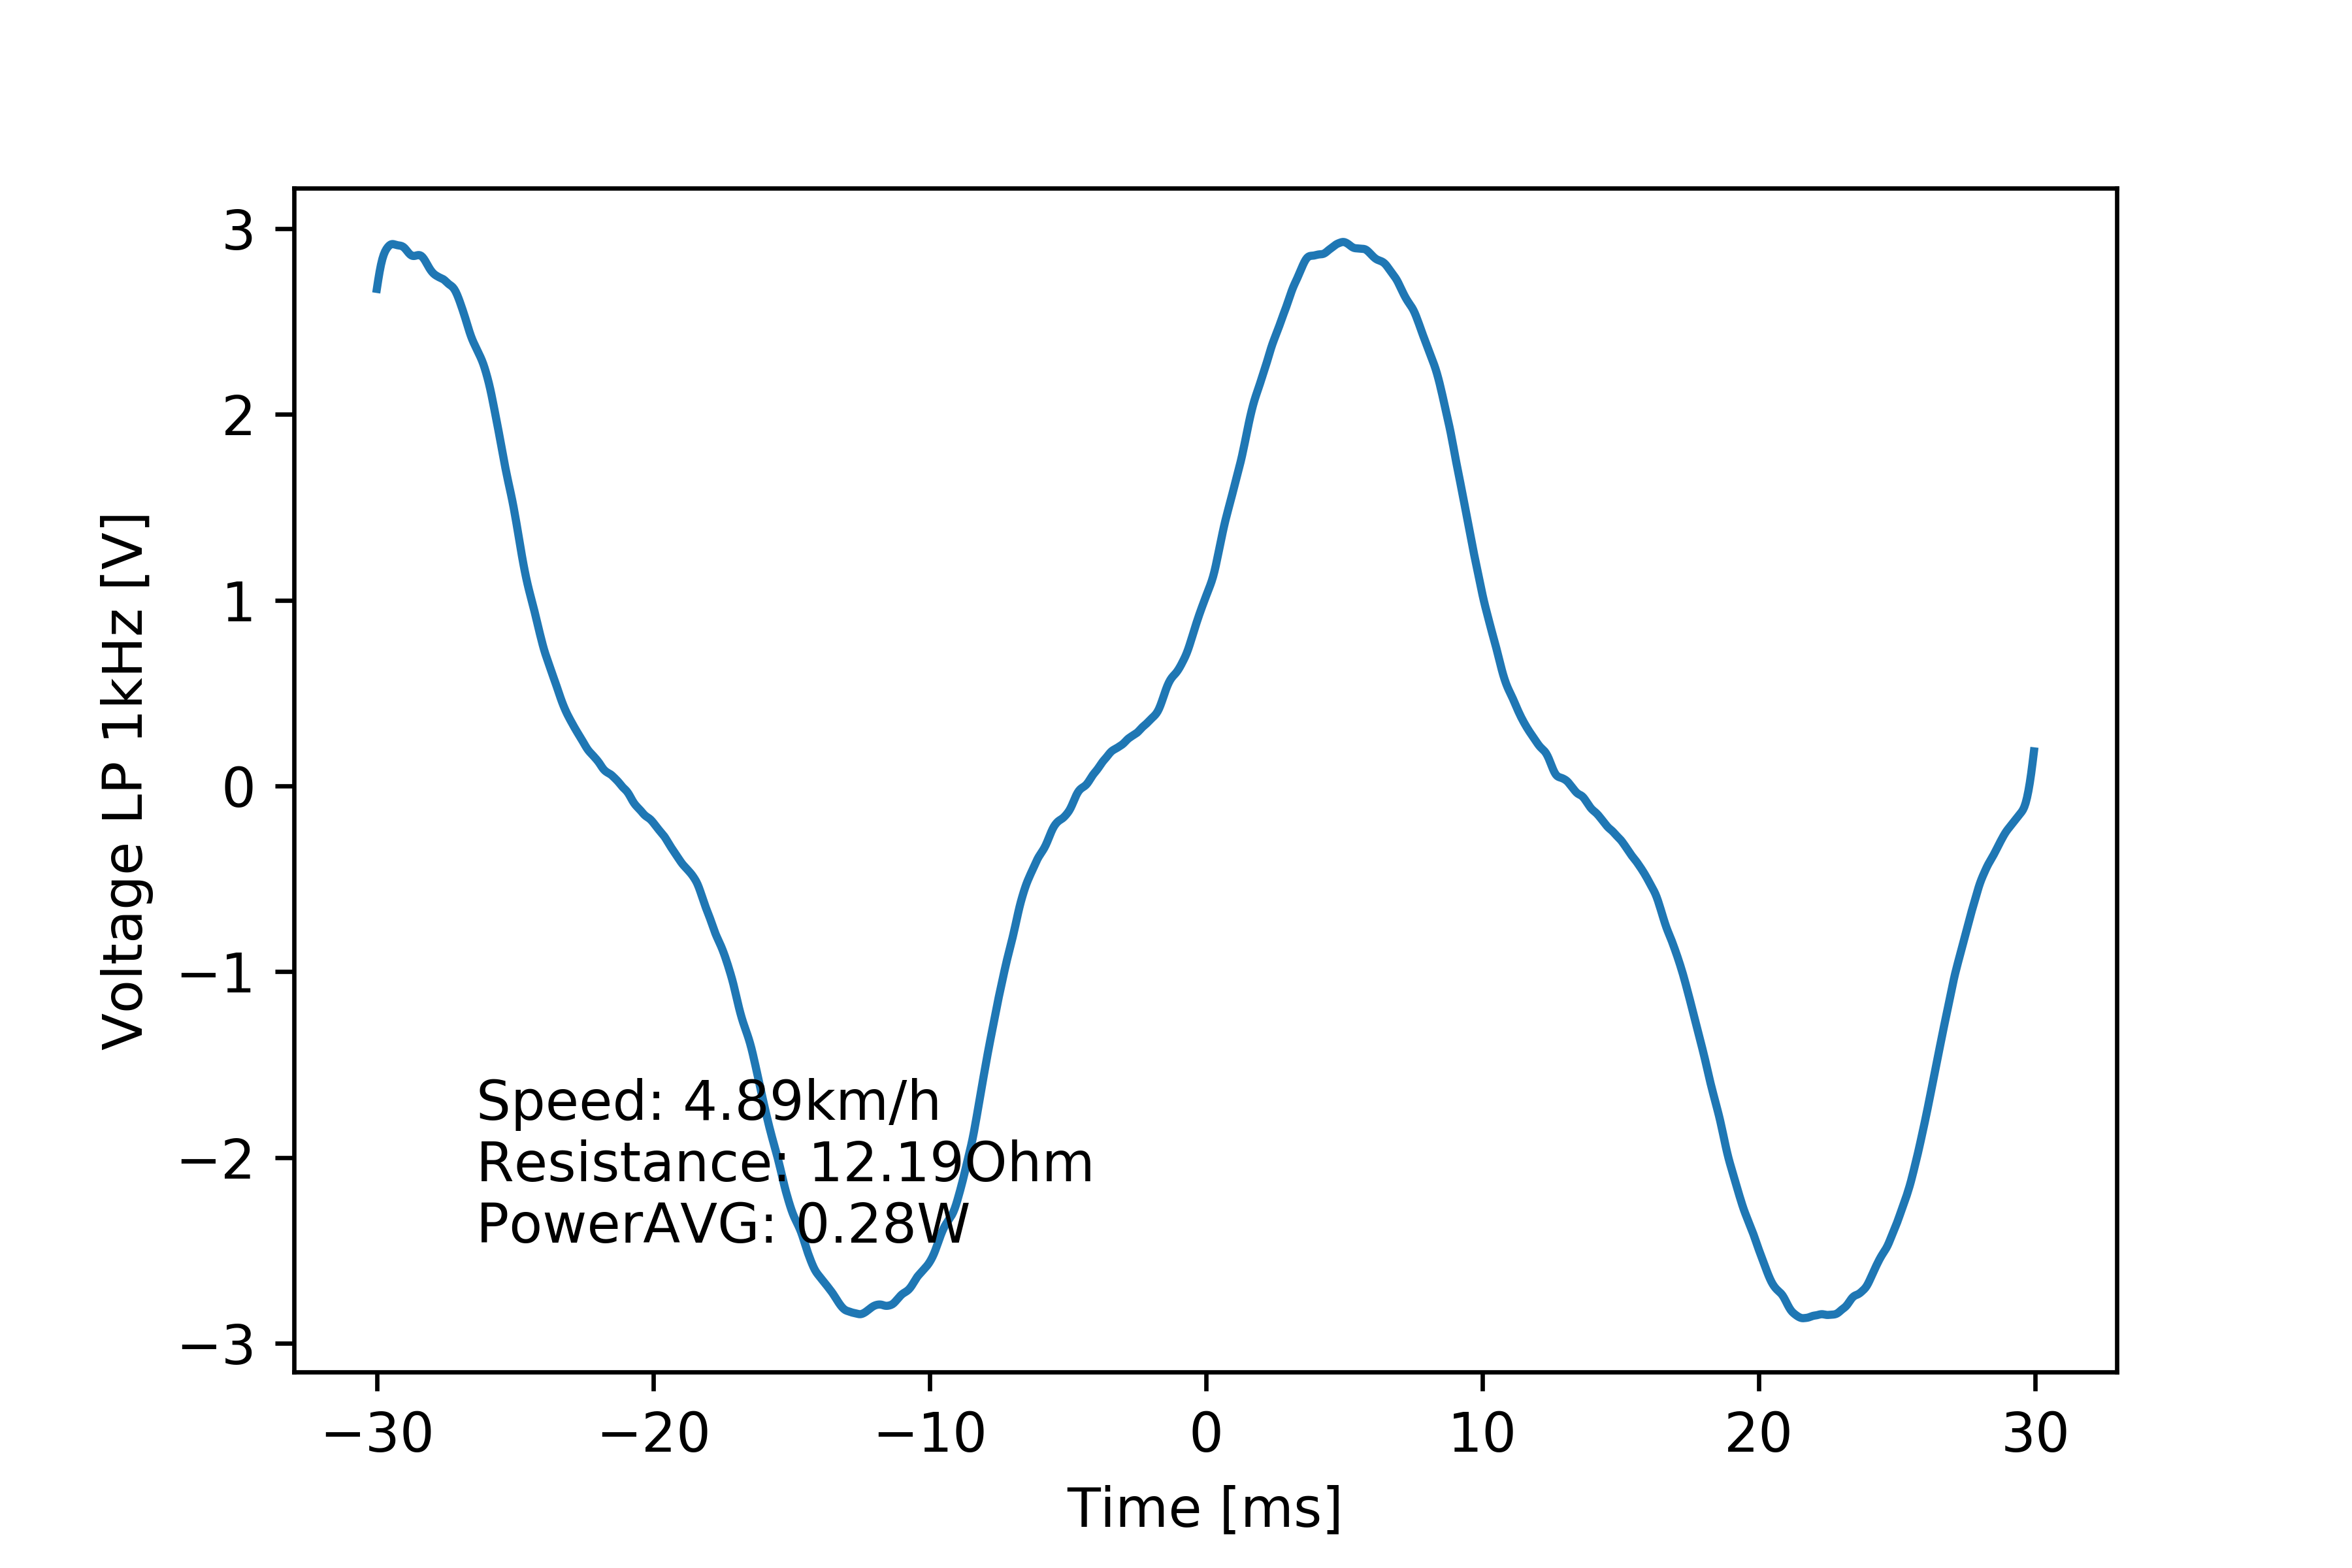 3
2
1
0
−1
−2
−3
Voltage LP 1kHz [V]
Speed: 4.89km/h
Resistance: 12.19Ohm
PowerAVG: 0.28W
−30 −20 −10 0 10 20 30
Time [ms]